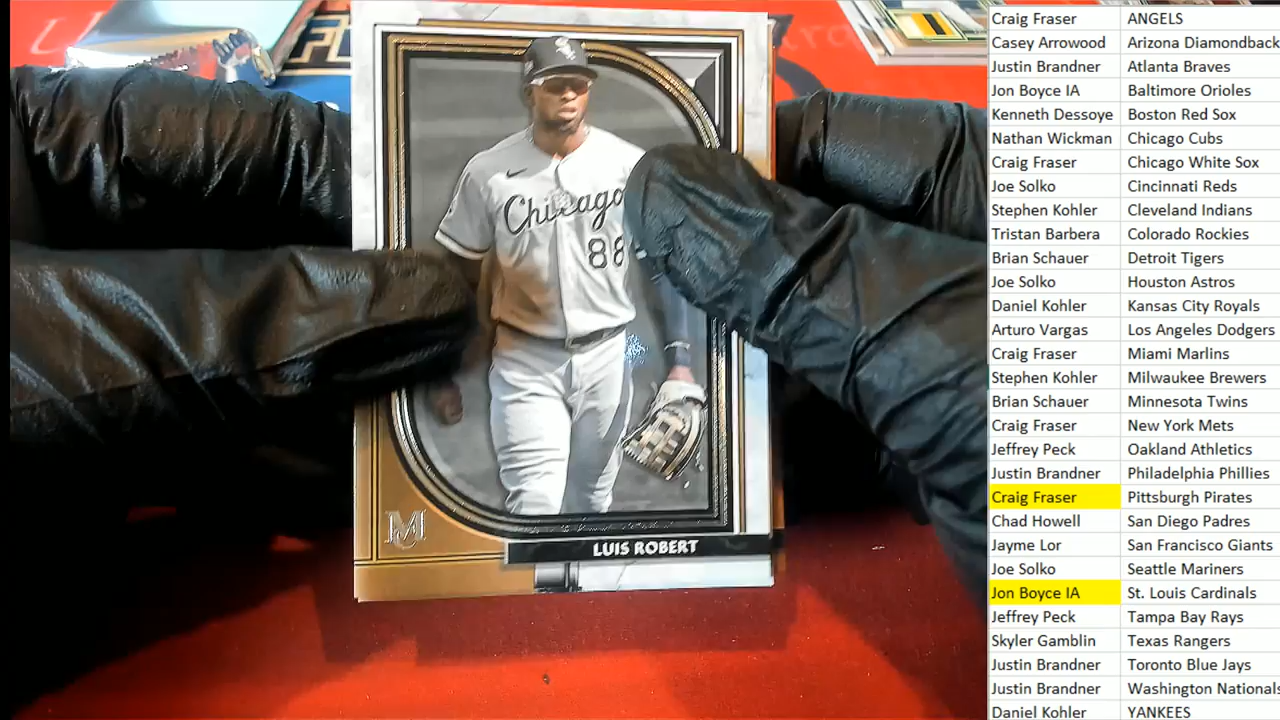 Chicago
88
M
LUIS ROBERT
Craig Fraser ANGELS
Casey Arrowood Arizona Diamondback
Justin Brandner Atlanta Braves
Jon Boyce IA Baltimore Orioles
Kenneth Dessoye Boston Red Sox
Nathan Wickman Chicago Cubs
Craig Fraser Chicago White Sox
Joe Solko Cincinnati Reds
Stephen Kohler Cleveland Indians
Tristan Barbera Colorado Rockies
Brian Schauer Detroit Tigers
Joe Solko Houston Astros
Daniel Kohler Kansas City Royals
Arturo Vargas Los Angeles Dodgers
Craig Fraser Miami Marlins
Stephen Kohler Milwaukee Brewers
Brian Schauer Minnesota Twins
Craig Fraser New York Mets
Jeffrey Peck Oakland Athletics
Justin Brandner Philadelphia Phillies
Craig Fraser Pittsburgh Pirates
Chad Howell San Diego Padres
Jayme Lor San Francisco Giants
Joe Solko Seattle Mariners
Jon Boyce IA St. Louis Cardinals
Jeffrey Peck Tampa Bay Rays
Skyler Gamblin Texas Rangers
Justin Brandner Toronto Blue Jays
Justin Brandner Washington Nationals
Daniel Kohler YANKEES